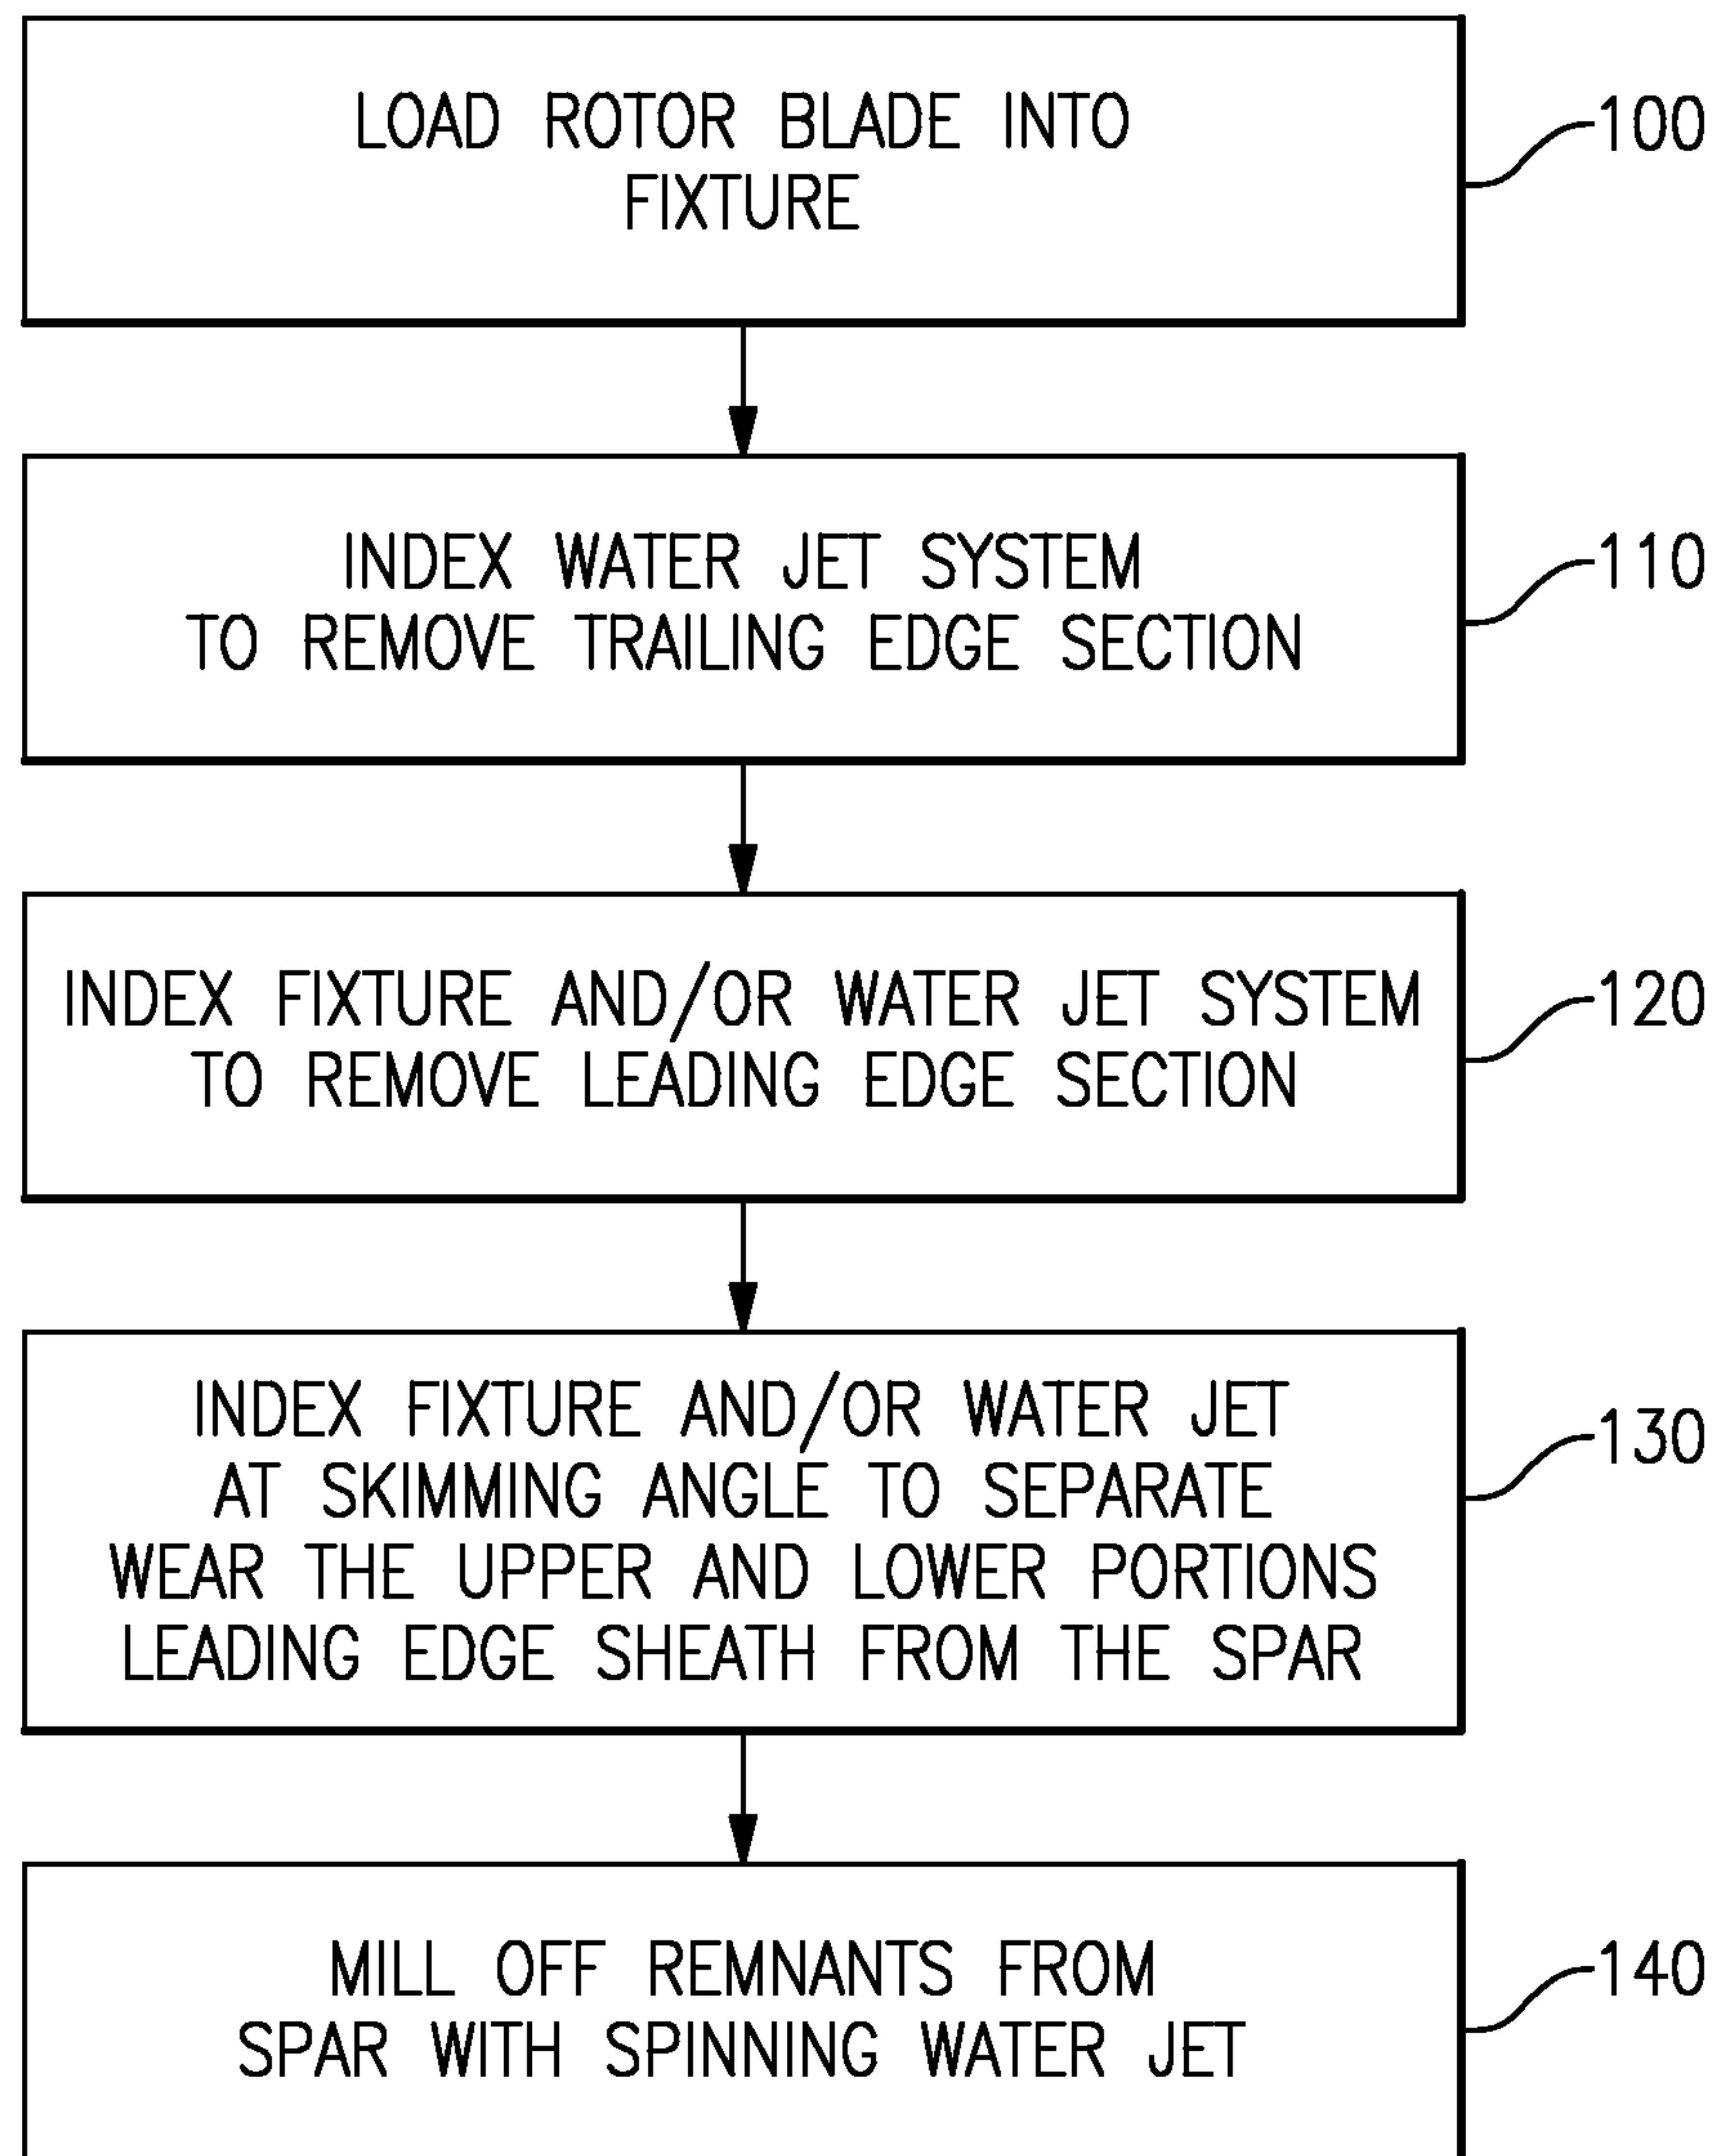 LOAD ROTOR BLADE INTO
FIXTURE
100
INDEX WATER JET SYSTEM
TO REMOVE TRAILING EDGE SECTION
110
INDEX FIXTURE AND/OR WATER JET SYSTEM
TO REMOVE LEADING EDGE SECTION
120
INDEX FIXTURE AND/OR WATER JET
AT SKIMMING ANGLE TO SEPARATE
WEAR THE UPPER AND LOWER PORTIONS
LEADING EDGE SHEATH FROM THE SPAR
130
MILL OFF REMNANTS FROM
SPAR WITH SPINNING WATER JET
140